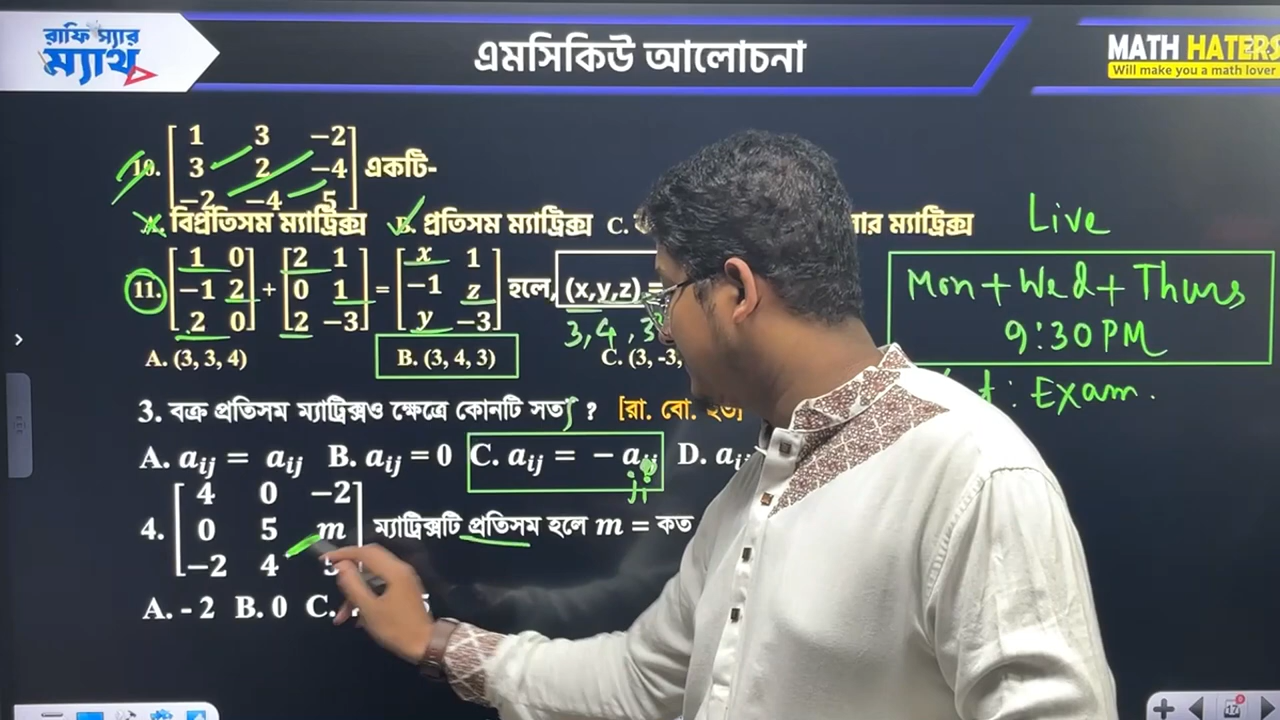 রাফি স্যার
ম্যাথ
এমসিকিউ আলোচনা
MATH HATERS
Will make you a math lover
10. [1 3 −2
3 2 −4
−2 −4 5] একটি-
A. বিপ্রতিসম ম্যাট্রিক্স B. প্রতিসম ম্যাট্রিক্স C. ম্যাট্রিক্স
Live
11. [1 0
−1 2
2 0] + [2 1
0 1
2 −3] = [x 1
−1 z
y −3] হলে, (x,y,z) =
3, 4, 3
Mon + Wed + Thurs
9:30 PM
A. (3, 3, 4) B. (3, 4, 3) C. (3, -3,
Exam.
3. বক্র প্রতিসম ম্যাট্রিক্সও ক্ষেত্রে কোনটি সত্য ? [রা. বো.
A. aij = aij B. aij = 0 C. aij = − aij D.
ji
4. [4 0 −2
0 5 m
−2 4 5] ম্যাট্রিক্সটি প্রতিসম হলে m = কত
A. - 2 B. 0 C. 5